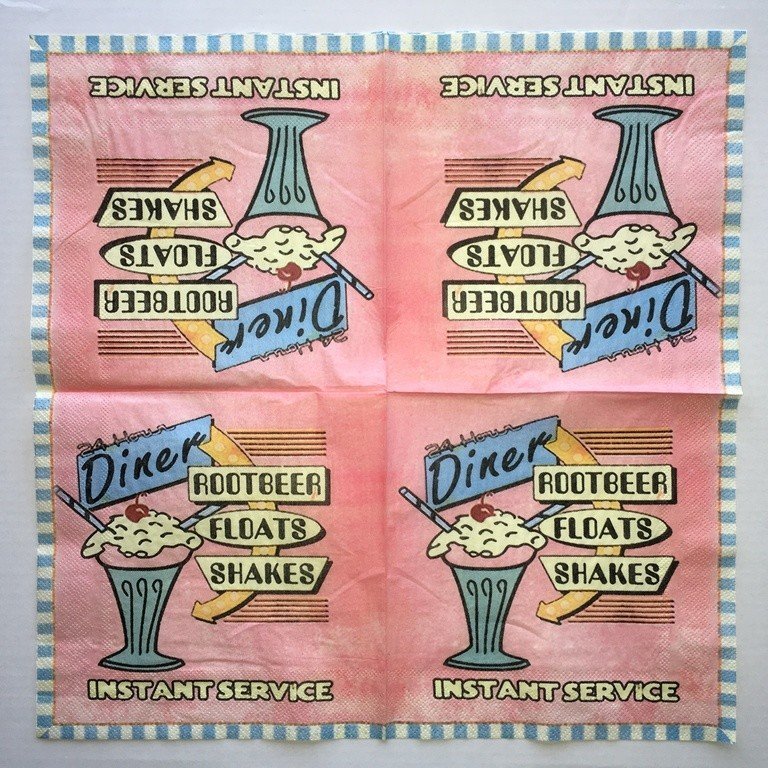 INSTANT SERVICE
SHAKES
FLOATS
ROOTBEER
Diner
24 Hour
INSTANT SERVICE
SHAKES
FLOATS
ROOTBEER
Diner
24 Hour
24 Hour
Diner
ROOTBEER
FLOATS
SHAKES
INSTANT SERVICE
24 Hour
Diner
ROOTBEER
FLOATS
SHAKES
INSTANT SERVICE